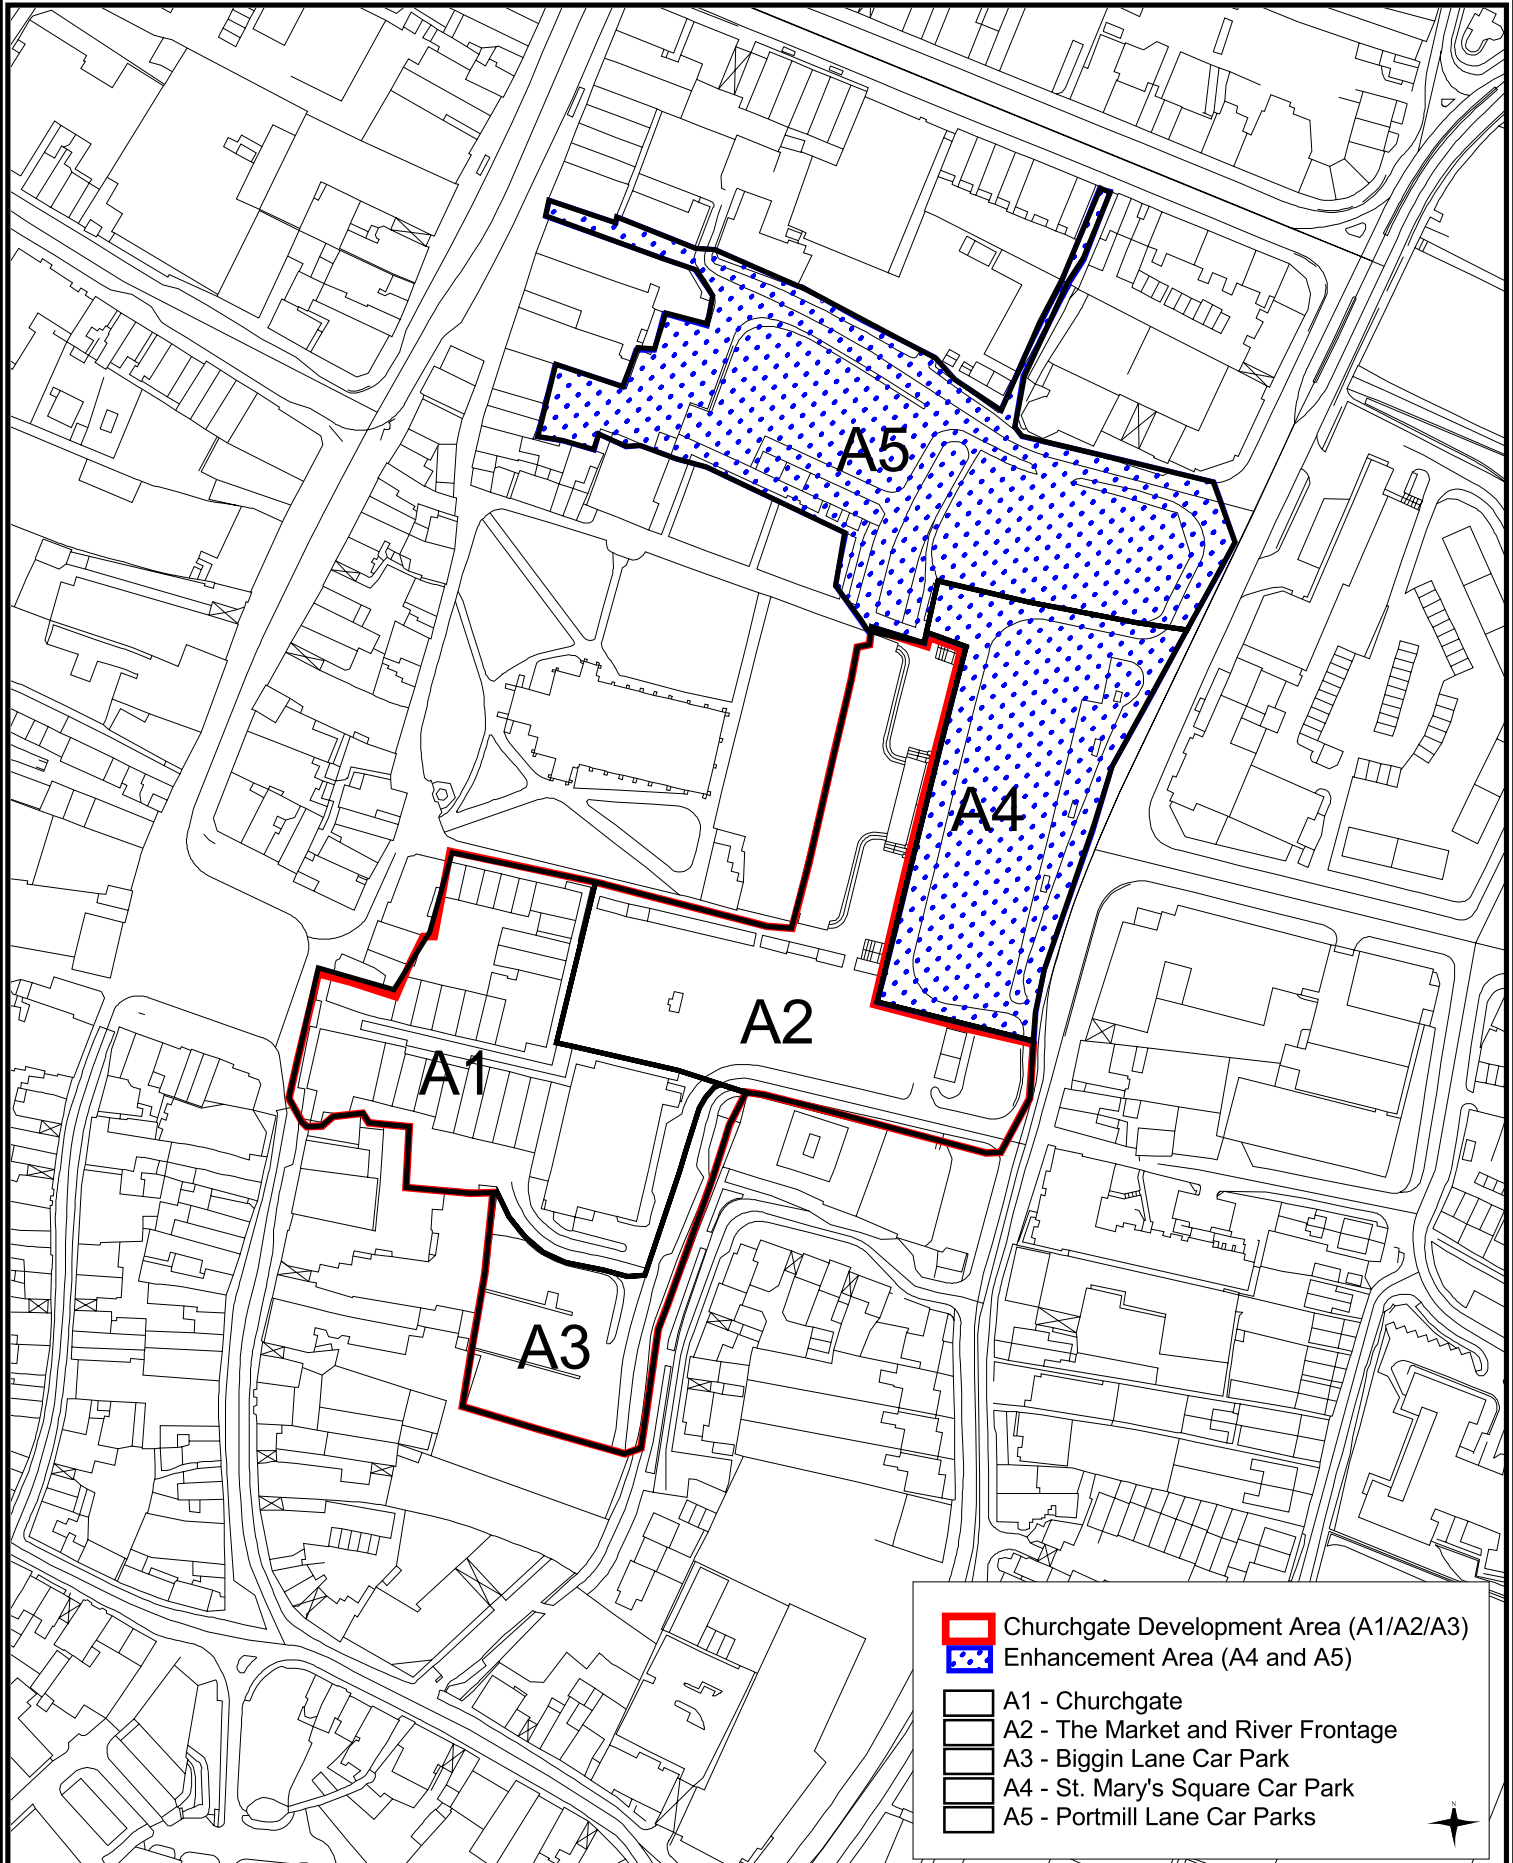 A5
A4
A2
A1
A3
Churchgate Development Area (A1/A2/A3)
Enhancement Area (A4 and A5)
A1 - Churchgate
A2 - The Market and River Frontage
A3 - Biggin Lane Car Park
A4 - St. Mary's Square Car Park
A5 - Portmill Lane Car Parks
N